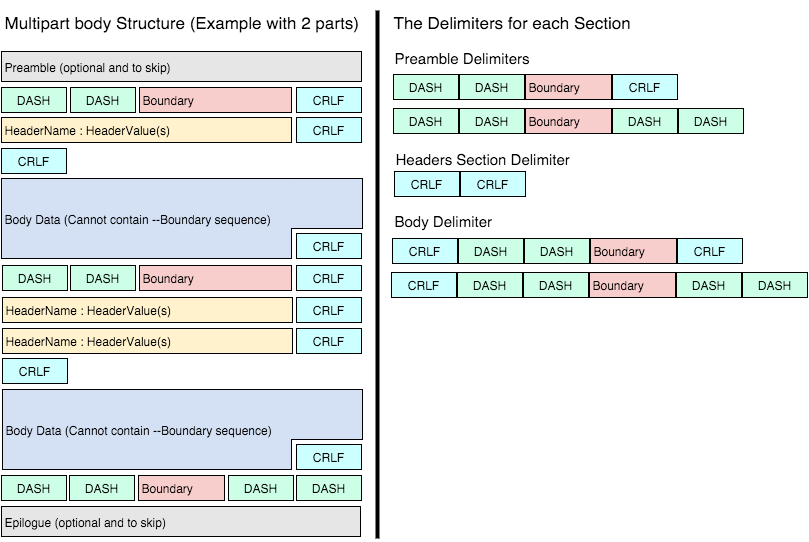 Multipart body Structure (Example with 2 parts)
Preamble (optional and to skip)
DASH DASH Boundary CRLF
HeaderName : HeaderValue(s) CRLF
CRLF
Body Data (Cannot contain --Boundary sequence)
CRLF
DASH DASH Boundary CRLF
HeaderName : HeaderValue(s) CRLF
HeaderName : HeaderValue(s) CRLF
CRLF
Body Data (Cannot contain --Boundary sequence)
CRLF
DASH DASH Boundary DASH DASH
Epilogue (optional and to skip)
The Delimiters for each Section
Preamble Delimiters
DASH DASH Boundary CRLF
DASH DASH Boundary DASH DASH
Headers Section Delimiter
CRLF CRLF
Body Delimiter
CRLF DASH DASH Boundary CRLF
CRLF DASH DASH Boundary DASH DASH